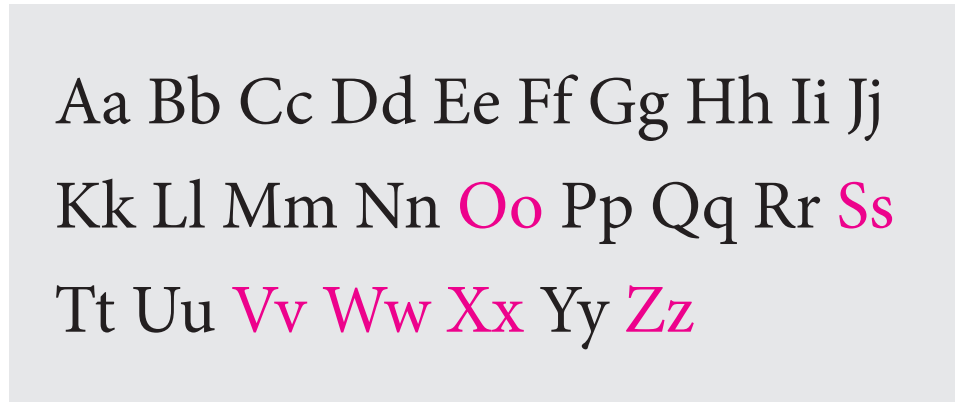 Aa Bb Cc Dd Ee Ff Gg Hh Ii Jj
Kk Ll Mm Nn Oo Pp Qq Rr Ss
Tt Uu Vv Ww Xx Yy Zz